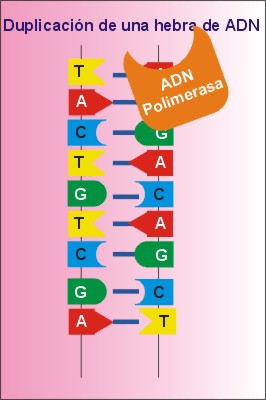 Duplicación de una hebra de ADN
T A
ADN
Polimerasa
A
C G
T A
G C
T A
C G
G C
A T